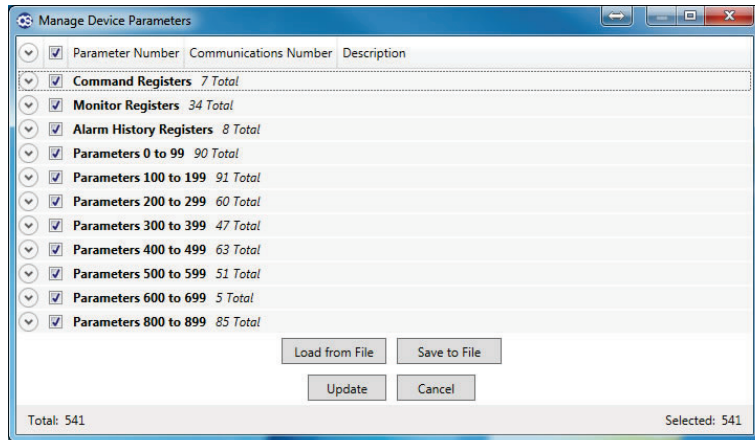 CS Manage Device Parameters
Parameter Number Communications Number Description
Command Registers 7 Total
Monitor Registers 34 Total
Alarm History Registers 8 Total
Parameters 0 to 99 90 Total
Parameters 100 to 199 91 Total
Parameters 200 to 299 60 Total
Parameters 300 to 399 47 Total
Parameters 400 to 499 63 Total
Parameters 500 to 599 51 Total
Parameters 600 to 699 5 Total
Parameters 800 to 899 85 Total
Load from File Save to File
Update Cancel
Total: 541 Selected: 541